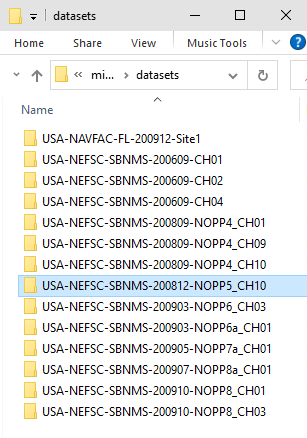 datasets
Home
Share
View
Music Tools
« mi... > datasets
Name
USA-NAVFAC-FL-200912-Site1
USA-NEFSC-SBNMS-200609-CH01
USA-NEFSC-SBNMS-200609-CH02
USA-NEFSC-SBNMS-200609-CH04
USA-NEFSC-SBNMS-200809-NOPP4_CH01
USA-NEFSC-SBNMS-200809-NOPP4_CH09
USA-NEFSC-SBNMS-200809-NOPP4_CH10
USA-NEFSC-SBNMS-200812-NOPP5_CH10
USA-NEFSC-SBNMS-200903-NOPP6_CH03
USA-NEFSC-SBNMS-200903-NOPP6a_CH01
USA-NEFSC-SBNMS-200905-NOPP7a_CH01
USA-NEFSC-SBNMS-200907-NOPP8a_CH01
USA-NEFSC-SBNMS-200910-NOPP8_CH01
USA-NEFSC-SBNMS-200910-NOPP8_CH03